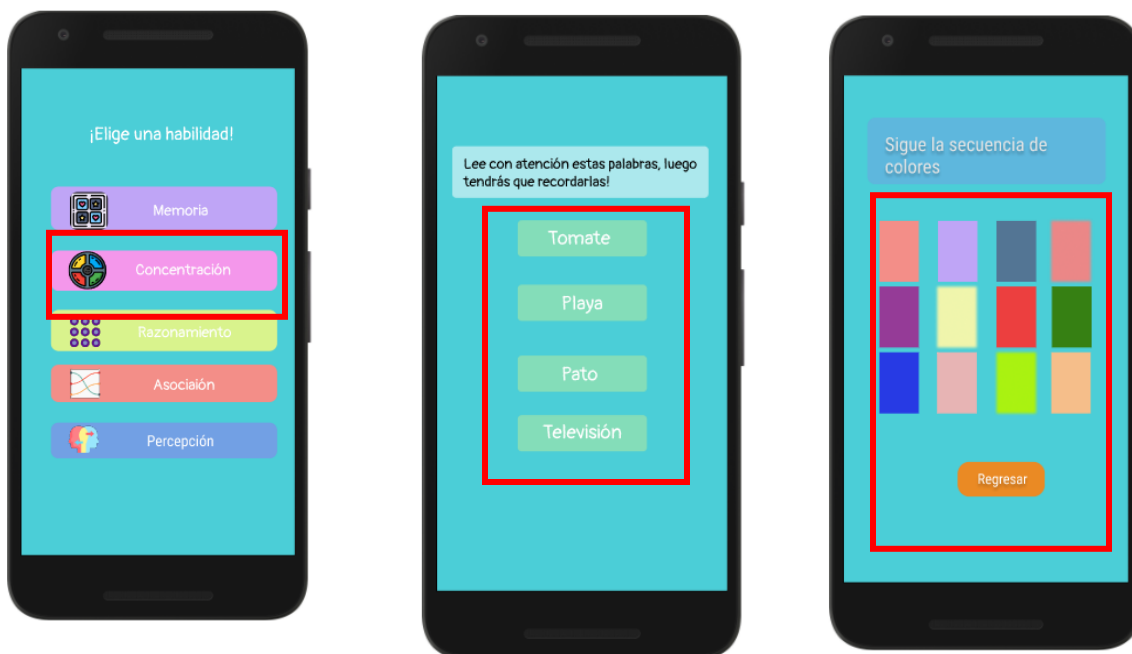 ¡Elige una habilidad!
Memoria
Concentración
Razonamiento
Asociaión
Percepción
Lee con atención estas palabras, luego
tendrás que recordarlas!
Tomate
Playa
Pato
Televisión
Sigue la secuencia de
colores
Regresar